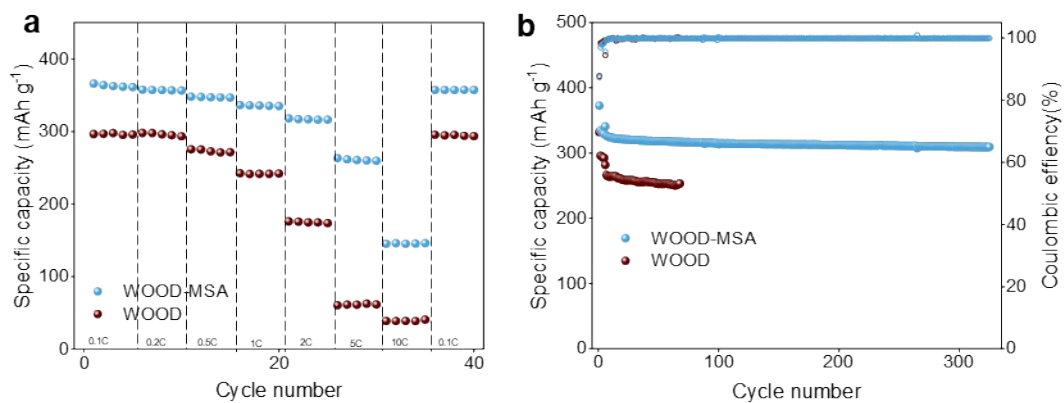 a
Specific capacity (mAh g⁻¹)
400
300
200
100
0
WOOD-MSA
WOOD
0.1C 0.2C 0.5C 1C 2C 5C 10C 0.1C
0 20 40
Cycle number
b
Specific capacity (mAh g⁻¹)
500
400
300
200
100
0
WOOD-MSA
WOOD
0 100 200 300
Cycle number
100
80
60
40
20
0
Coulombic effiency(%)